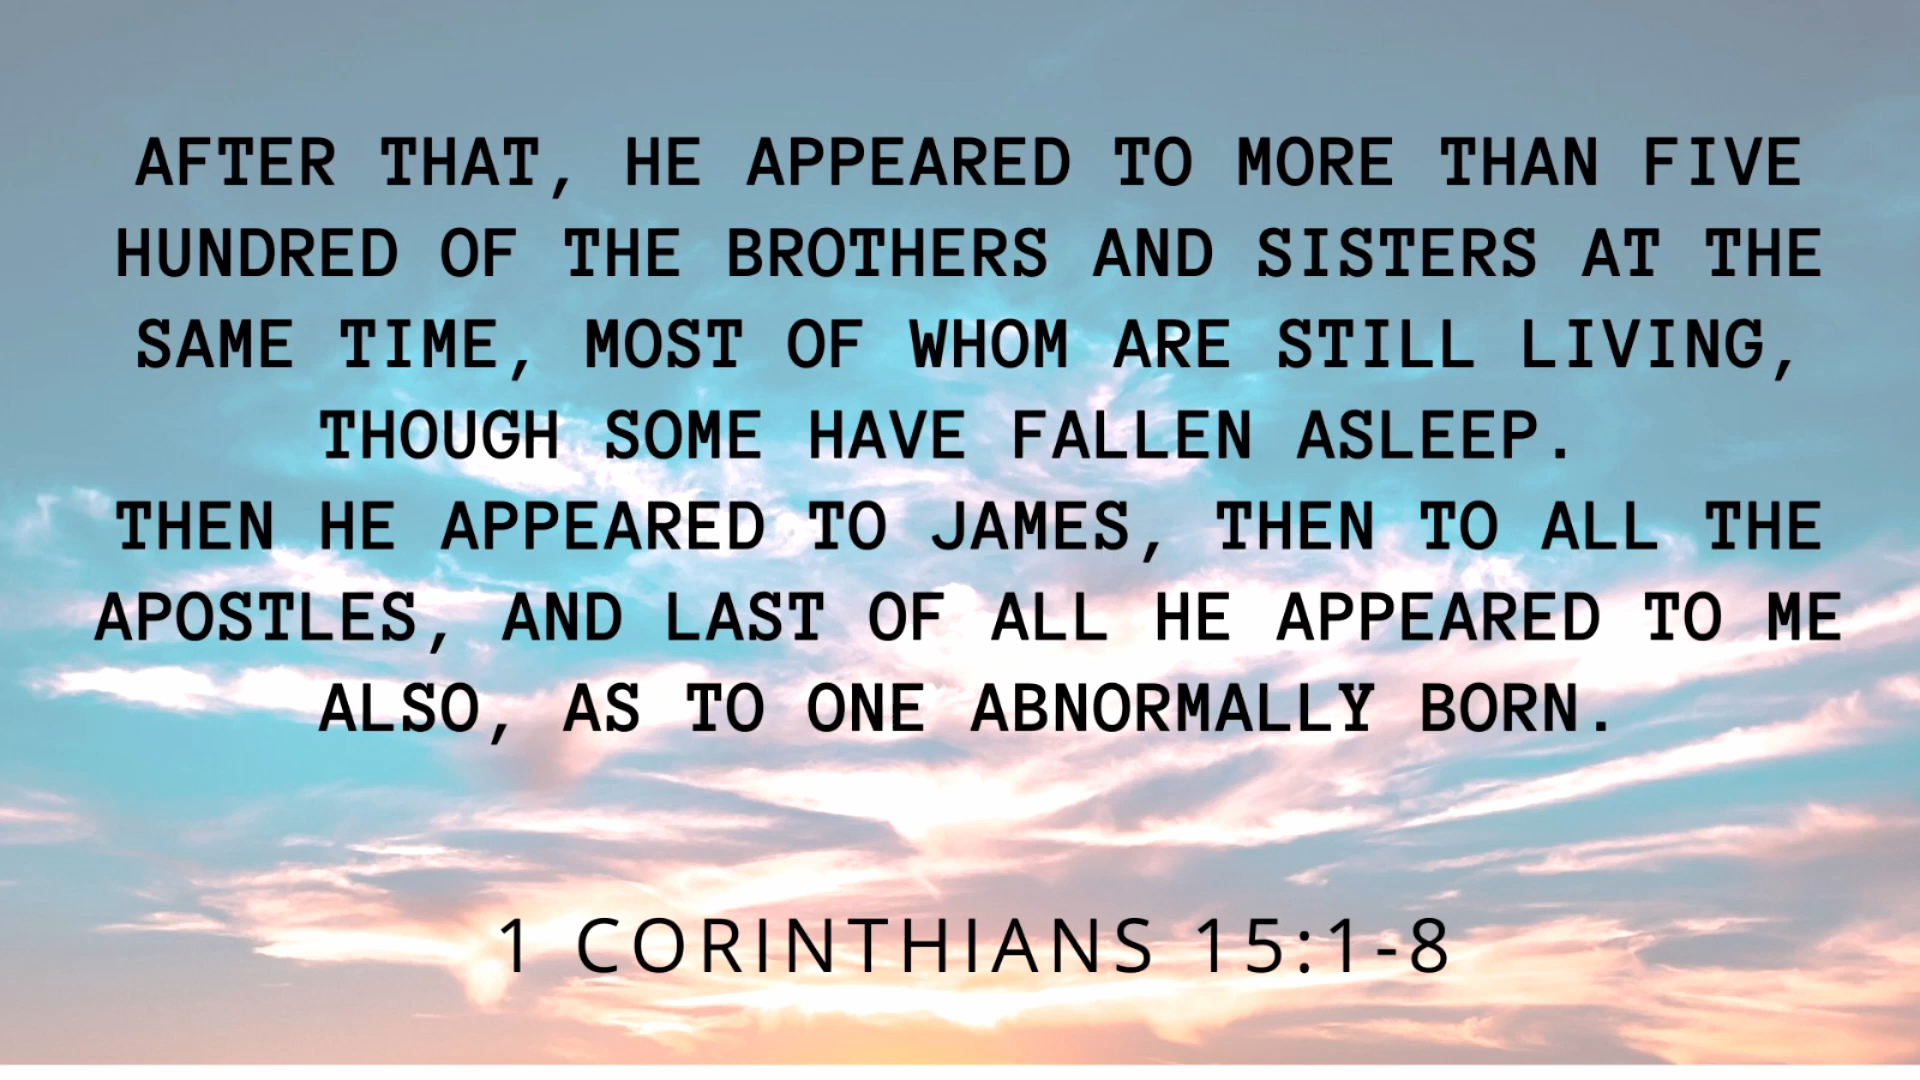 AFTER THAT, HE APPEARED TO MORE THAN FIVE
HUNDRED OF THE BROTHERS AND SISTERS AT THE
SAME TIME, MOST OF WHOM ARE STILL LIVING,
THOUGH SOME HAVE FALLEN ASLEEP.
THEN HE APPEARED TO JAMES, THEN TO ALL THE
APOSTLES, AND LAST OF ALL HE APPEARED TO ME
ALSO, AS TO ONE ABNORMALLY BORN.
1 CORINTHIANS 15:1-8